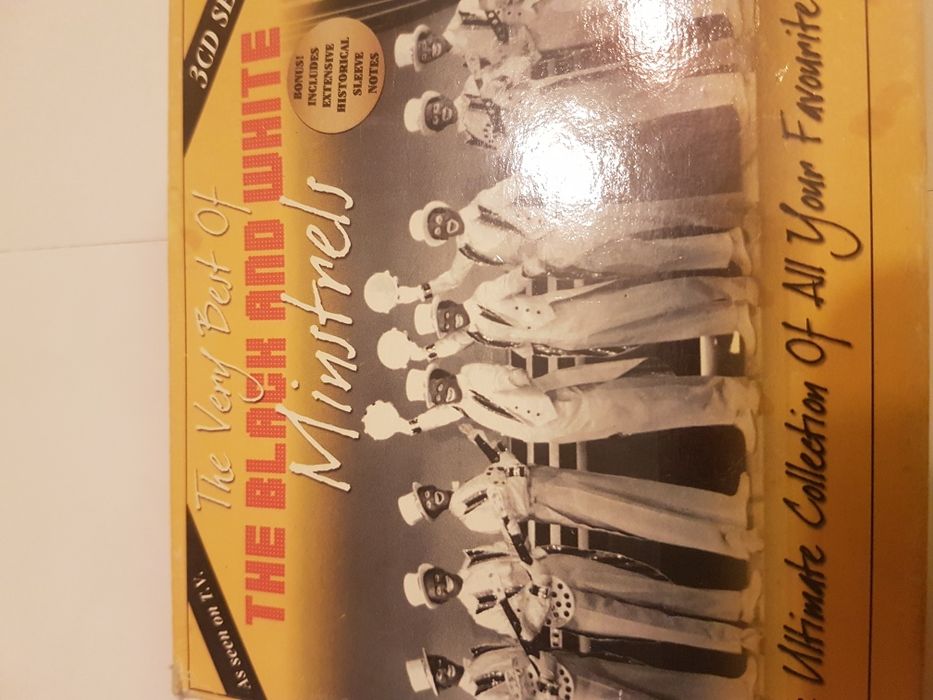 As seen on T.V.
3CD SE
The Very Best Of
THE BLACK AND WHITE
Minstrels
BONUS!
INCLUDES
EXTENSIVE
HISTORICAL
SLEEVE
NOTES
Ultimate Collection Of All Your Favourite